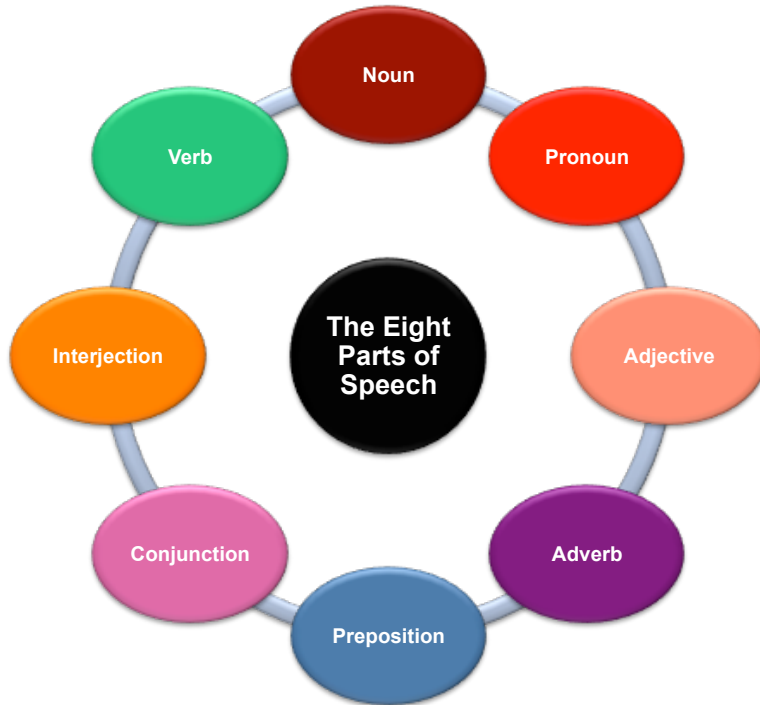 Noun
Verb
Pronoun
Interjection
The Eight
Parts of
Speech
Adjective
Conjunction
Adverb
Preposition